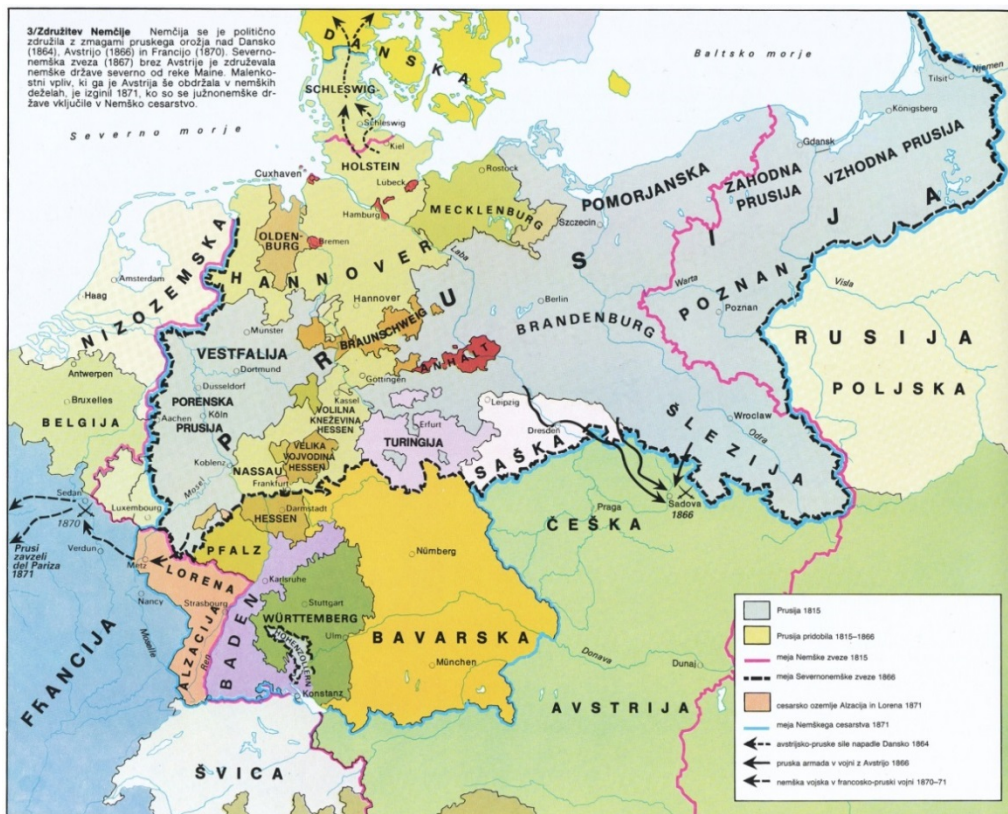 3/Združitev Nemčije Nemčija se je politično
združila z zmagami pruskega orožja nad Dansko
(1864), Avstrijo (1866) in Francijo (1870). Severno-
nemška zveza (1867) brez Avstrije je združevala
nemške države severno od reke Maine. Malenko-
stni vpliv, ki ga je Avstrija še obdržala v nemških
deželah, je izginil 1871, ko so se južnonemške dr-
žave vključile v Nemško cesarstvo.
DANSKA
Baltsko morje
Severno morje
SCHLESWIG-
Schleswig
Kiel
HOLSTEIN
Cuxhaven
Lubeck
Hamburg
Rostock
MECKLENBURG
Szczecin
POMORJANSKA
Gdansk
ZAHODNA
PRUSIJA
VZHODNA PRUSIJA
Königsberg
Tilsit
Njemen
OLDEN-
BURG
Bremen
HANNOVER
Hannover
Laba
NIZOZEMSKA
Amsterdam
Haag
PRUSIJA
Berlin
BRANDENBURG
Warta
Poznan
POZNAN
Visla
RUSIJA
POLJSKA
Munster
VESTFALIJA
Dortmund
BRAUNSCHWEIG
ANHALT
Göttingen
Antwerpen
Bruxelles
BELGIJA
Dusseldorf
PORENSKA
PRUSIJA
Aachen
Köln
Koblenz
Mosel
Kassel
VOLILNA
KNEŽEVINA
HESSEN
VELIKA
VOJVODINA
HESSEN
NASSAU
Frankfurt
Leipzig
Dresden
SAŠKA
Erfurt
TURINGIJA
Wroclaw
Odra
ŠLEZIJA
Sedan
1870
Luxembourg
Prusi
zavzeli
del Pariza
1871
Verdun
Metz
Nancy
Moselle
LORENA
Strasbourg
ALZACIJA
Ren
FRANCIJA
HESSEN
Darmstadt
PFALZ
Karlsruhe
BADEN
Stuttgart
WÜRTTEMBERG
Ulm
HOHENZOLLERN
Konstanz
Nümberg
BAVARSKA
München
Praga
Sadova
1866
ČEŠKA
Donava
Dunaj
AVSTRIJA
ŠVICA
Prusija 1815
Prusija pridobila 1815–1866
meja Nemške zveze 1815
meja Severnonemške zveze 1866
cesarsko ozemlje Alzacija in Lorena 1871
meja Nemškega cesarstva 1871
avstrijsko-pruske sile napadle Dansko 1864
pruska armada v vojni z Avstrijo 1866
nemška vojska v francosko-pruski vojni 1870–71